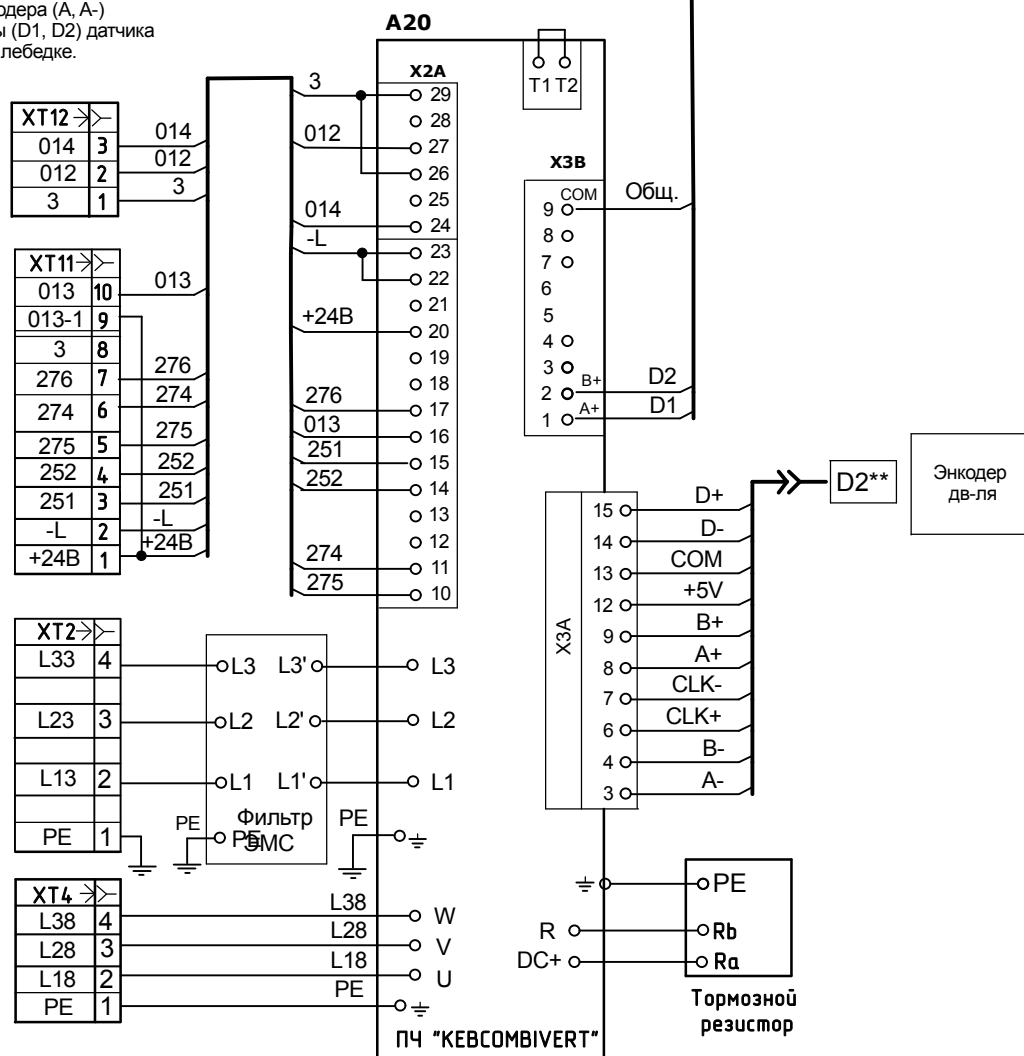 одера (A, A-)
ы (D1, D2) датчика
лебедке.
A20
X2A
T1 T2
3
29
28
012
27
26
25
014
24
-L
23
22
21
+24В
20
19
18
276
17
013
16
251
15
252
14
13
12
274
11
275
10
XT12
014 3 014
012 2 012
3 1 3
XT11
013 10 013
013-1 9
3 8
276 7 276
274 6 274
275 5 275
252 4 252
251 3 251
-L 2 -L
+24В 1 +24В
X3B
9 COM Общ.
8
7
6
5
4
3
2 B+ D2
1 A+ D1
X3A
15 D+
14 D-
13 COM
12 +5V
9 B+
8 A+
7 CLK-
6 CLK+
4 B-
3 A-
D2**
Энкодер
дв-ля
XT2
L33 4 L3 L3' L3
L23 3 L2 L2' L2
L13 2 L1 L1' L1
PE 1 PE PE PE
Фильтр
ЭМС
XT4
L38 4 L38 W
L28 3 L28 V
L18 2 L18 U
PE 1 PE
PE
R Rb
DC+ Ra
Тормозной
резистор
ПЧ "KEBCOMBIVERT"